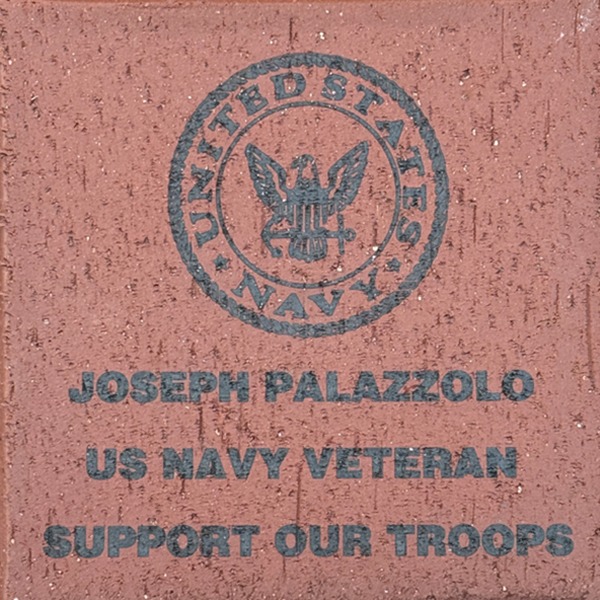 UNITED STATES
NAVY
JOSEPH PALAZZOLO
US NAVY VETERAN
SUPPORT OUR TROOPS